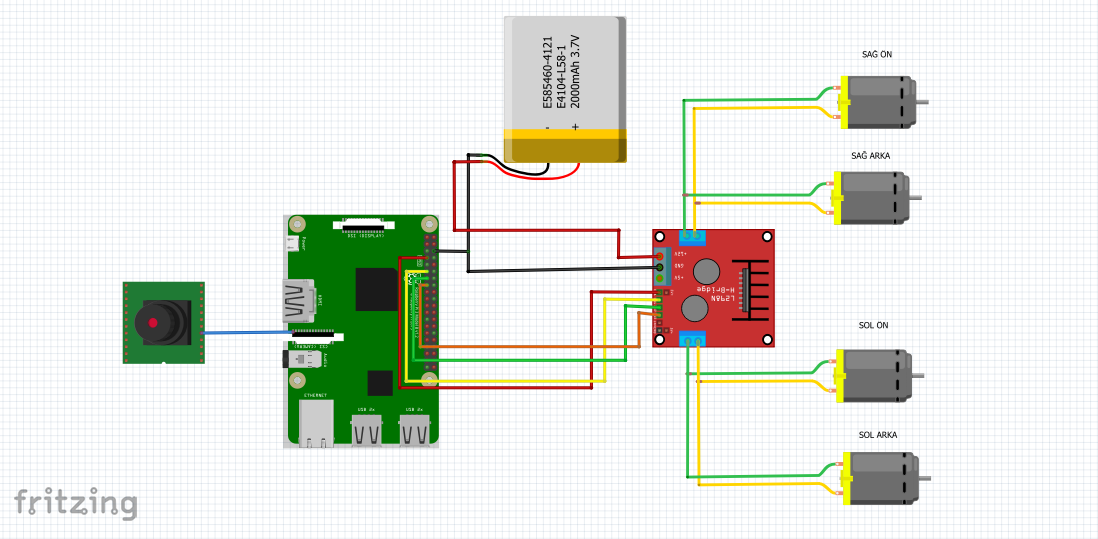 E585460-4121
E4104-L58-1
2000mAh 3.7V
- +
SAĞ ON
SAĞ ARKA
DSI (DISPLAY)
Power
HDMI
CSI (CAMERA)
Audio
ETHERNET
USB 2x
USB 2x
+12V
GND
+5V
L298N
H-Bridge
SOL ON
SOL ARKA
fritzing